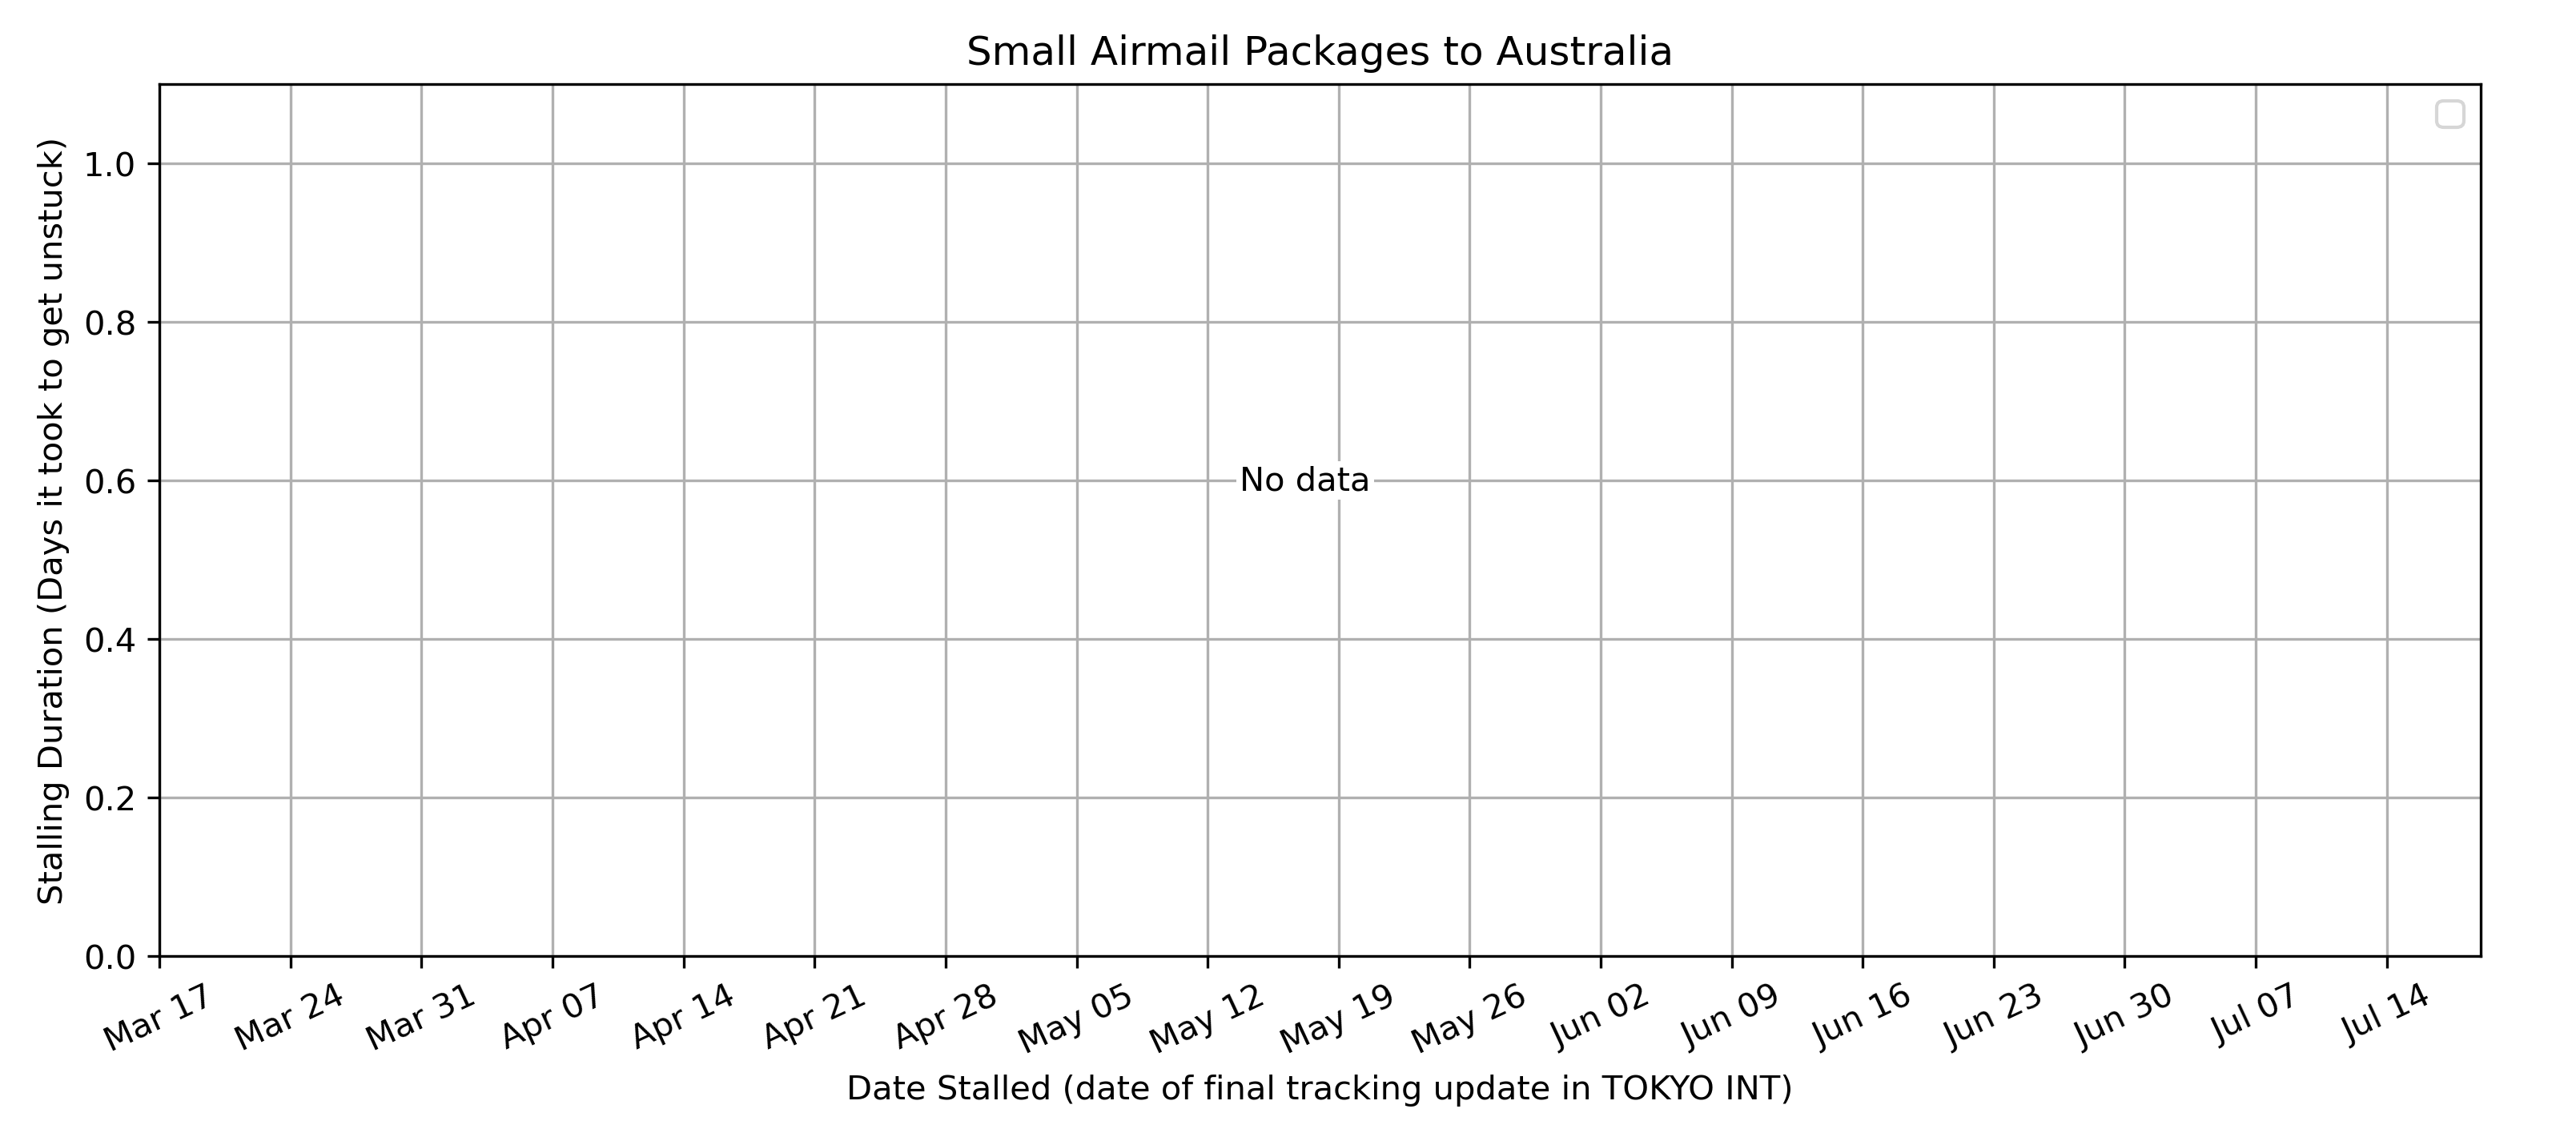 Small Airmail Packages to Australia
Stalling Duration (Days it took to get unstuck)
1.0
0.8
0.6
0.4
0.2
0.0
No data
Mar 17
Mar 24
Mar 31
Apr 07
Apr 14
Apr 21
Apr 28
May 05
May 12
May 19
May 26
Jun 02
Jun 09
Jun 16
Jun 23
Jun 30
Jul 07
Jul 14
Date Stalled (date of final tracking update in TOKYO INT)